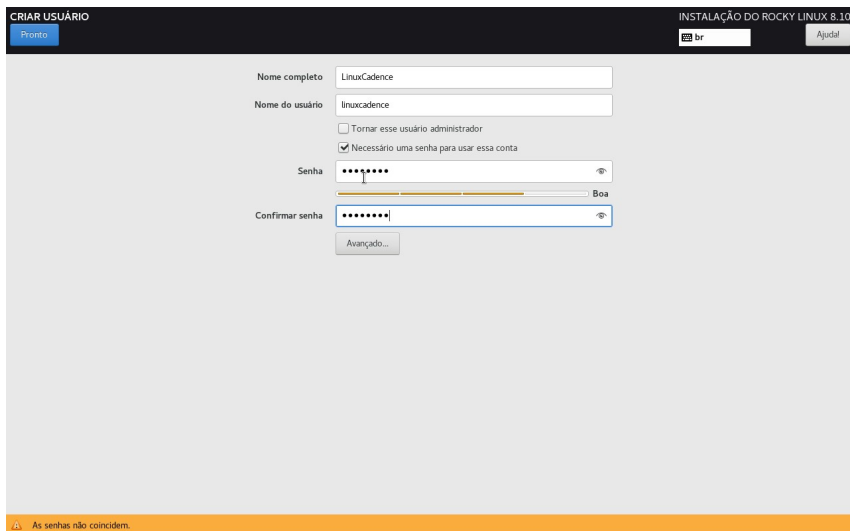 CRIAR USUÁRIO
INSTALAÇÃO DO ROCKY LINUX 8.10
Pronto
br
Ajuda!
Nome completo
LinuxCadence
Nome do usuário
linuxcadence
Tornar esse usuário administrador
Necessário uma senha para usar essa conta
Senha
••••••••
Boa
Confirmar senha
••••••••
Avançado...
As senhas não coincidem.